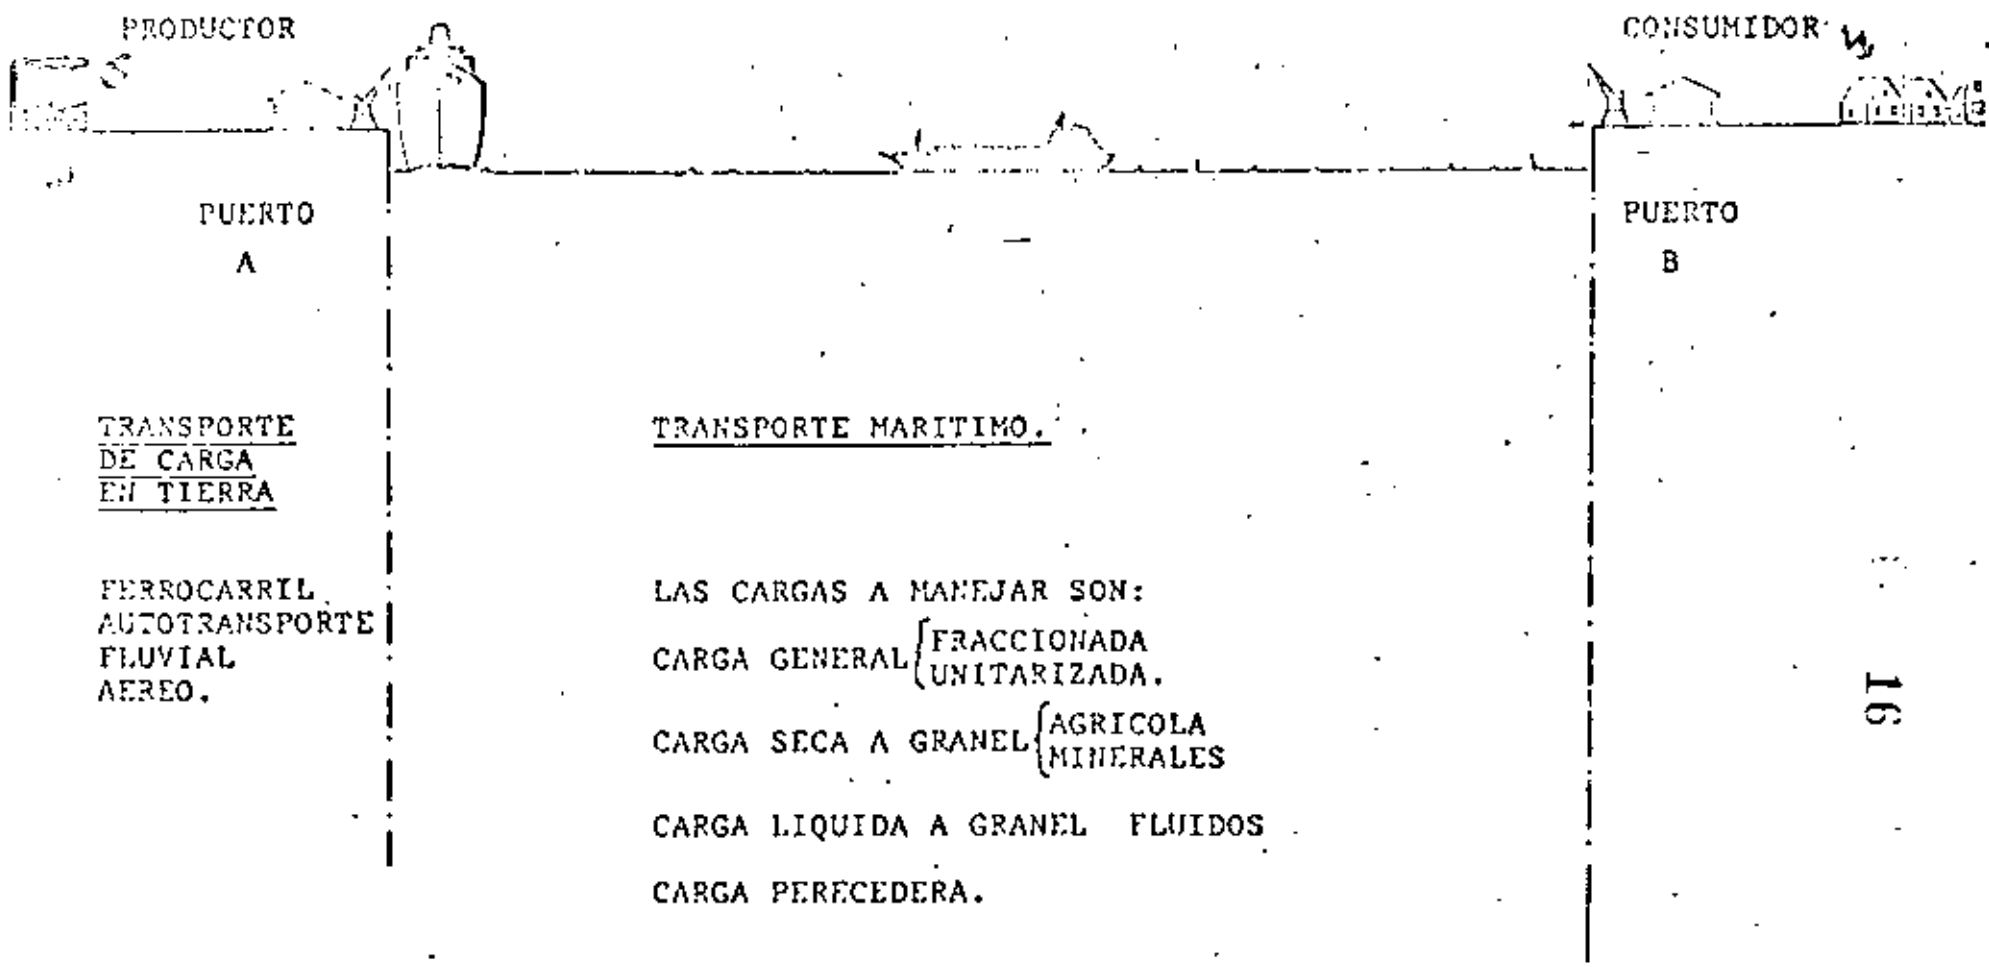 PRODUCTOR
CONSUMIDOR
PUERTO
A
PUERTO
B
TRANSPORTE
DE CARGA
EN TIERRA
TRANSPORTE MARITIMO.
FERROCARRIL
AUTOTRANSPORTE
FLUVIAL
AEREO.
LAS CARGAS A MANEJAR SON:
CARGA GENERAL FRACCIONADA
UNITARIZADA.
CARGA SECA A GRANEL AGRICOLA
MINERALES
CARGA LIQUIDA A GRANEL FLUIDOS
CARGA PERECEDERA.
16